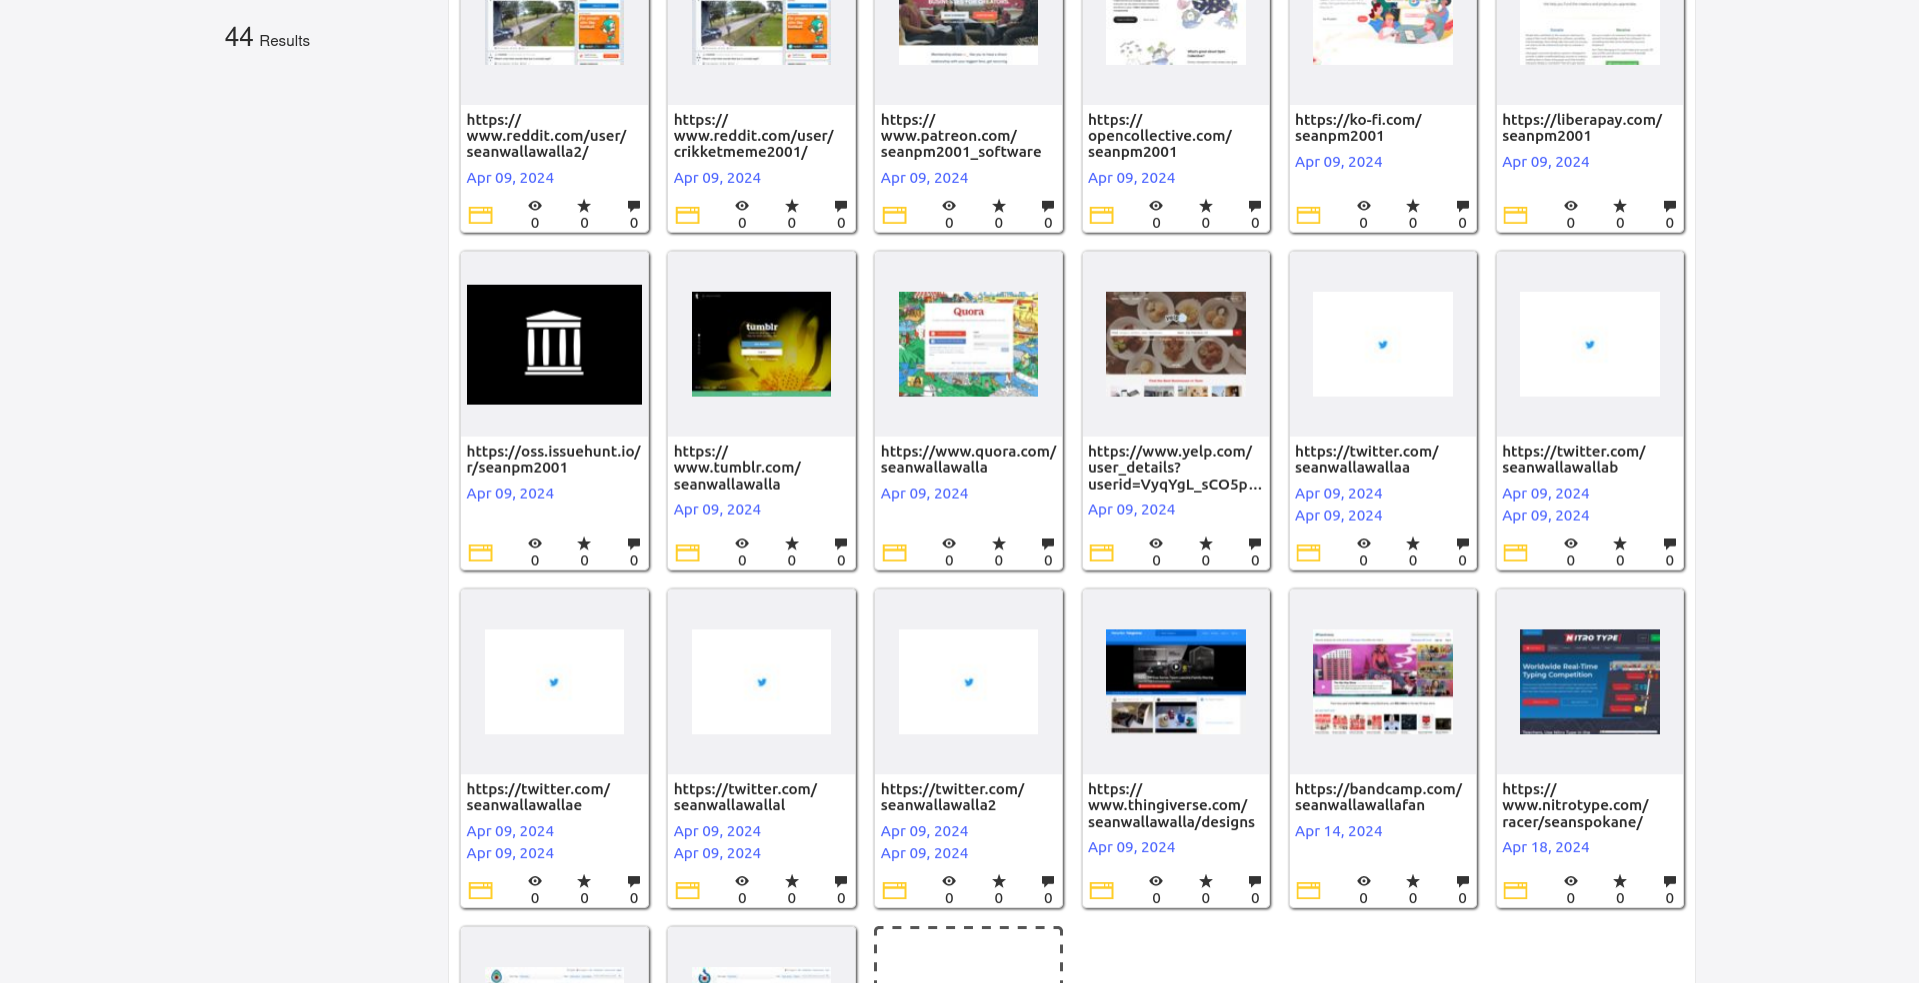 44 Results
https://
www.reddit.com/user/
seanwallawalla2/
Apr 09, 2024
0 0 0
https://
www.reddit.com/user/
crikketmeme2001/
Apr 09, 2024
0 0 0
https://
www.patreon.com/
seanpm2001_software
Apr 09, 2024
0 0 0
https://
opencollective.com/
seanpm2001
Apr 09, 2024
0 0 0
https://ko-fi.com/
seanpm2001
Apr 09, 2024
0 0 0
https://liberapay.com/
seanpm2001
Apr 09, 2024
0 0 0
https://oss.issuehunt.io/
r/seanpm2001
Apr 09, 2024
0 0 0
tumblr
https://
www.tumblr.com/
seanwallawalla
Apr 09, 2024
0 0 0
Quora
https://www.quora.com/
seanwallawalla
Apr 09, 2024
0 0 0
yelp
https://www.yelp.com/
user_details?
userid=VyqYgL_sCO5p...
Apr 09, 2024
0 0 0
https://twitter.com/
seanwallawallaa
Apr 09, 2024
Apr 09, 2024
0 0 0
https://twitter.com/
seanwallawallab
Apr 09, 2024
Apr 09, 2024
0 0 0
https://twitter.com/
seanwallawallae
Apr 09, 2024
Apr 09, 2024
0 0 0
https://twitter.com/
seanwallawallal
Apr 09, 2024
Apr 09, 2024
0 0 0
https://twitter.com/
seanwallawalla2
Apr 09, 2024
Apr 09, 2024
0 0 0
https://
www.thingiverse.com/
seanwallawalla/designs
Apr 09, 2024
0 0 0
https://bandcamp.com/
seanwallawallafan
Apr 14, 2024
0 0 0
NITRO TYPE
Worldwide Real-Time
Typing Competition
https://
www.nitrotype.com/
racer/seanspokane/
Apr 18, 2024
0 0 0